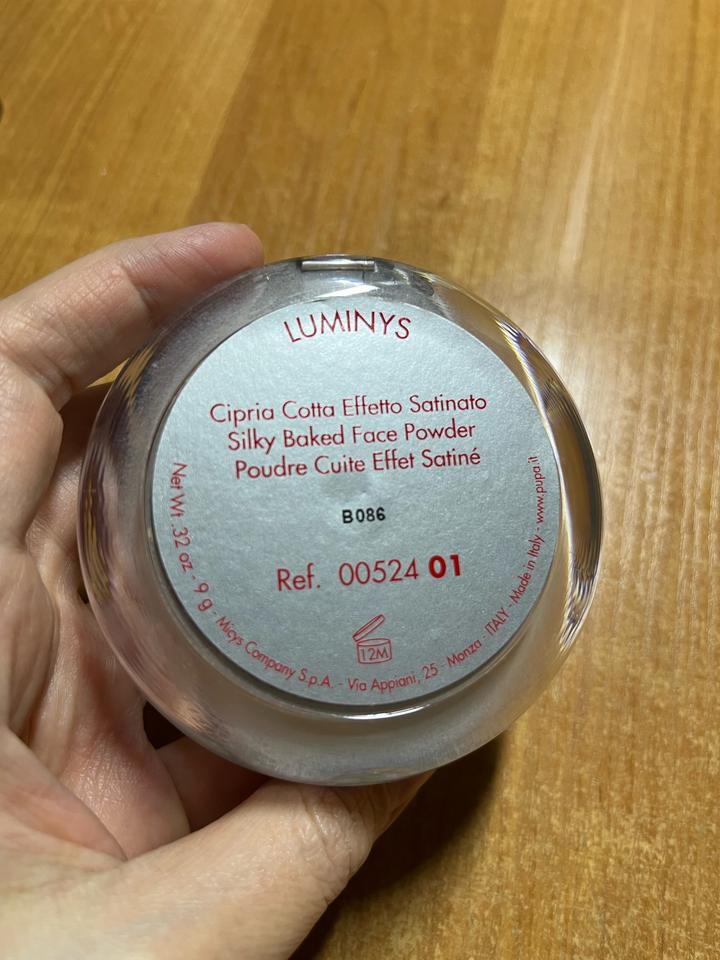 LUMINYS
Cipria Cotta Effetto Satinato
Silky Baked Face Powder
Poudre Cuite Effet Satiné
B086
Ref. 00524 01
12M
Net Wt .32 oz - 9 g - Micys Company S.p.A. - Via Appiani, 25 - Monza - ITALY - Made in Italy - www.pupa.it